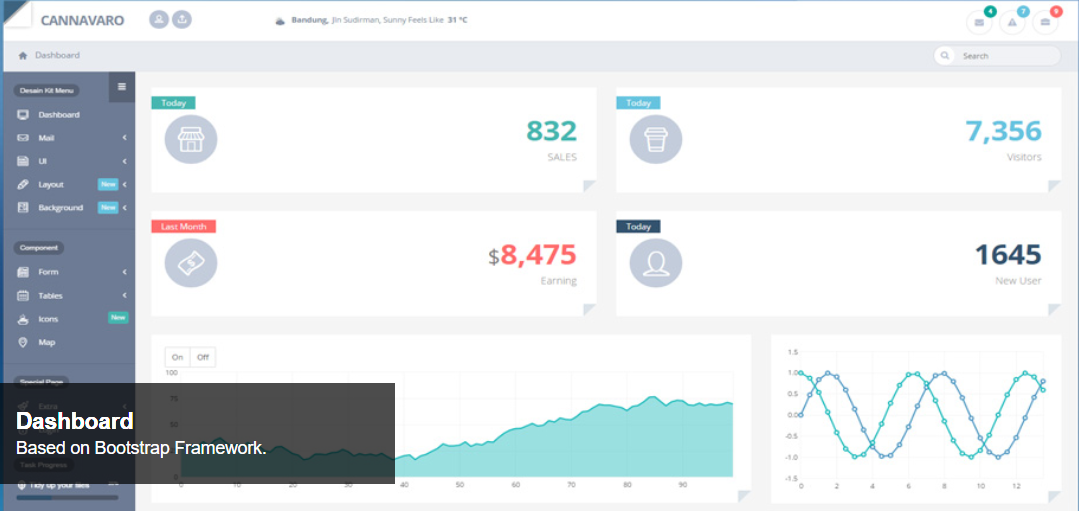 CANNAVARO
Bandung, Jln Sudirman, Sunny Feels Like 31 °C
4
7
9
Dashboard
Search
Desain Kit Menu
Dashboard
Mail
UI
Layout New
Background New
Component
Form
Tables
Icons New
Map
Special Page
Extra
Task Progress
Tidy up your files
Today
832
SALES
Today
7,356
Visitors
Last Month
$8,475
Earning
Today
1645
New User
On Off
100
75
50
25
0
0 10 20 30 40 50 60 70 80 90
1.5
1.0
0.5
0.0
-0.5
-1.0
-1.5
0 2 4 6 8 10 12
Dashboard
Based on Bootstrap Framework.